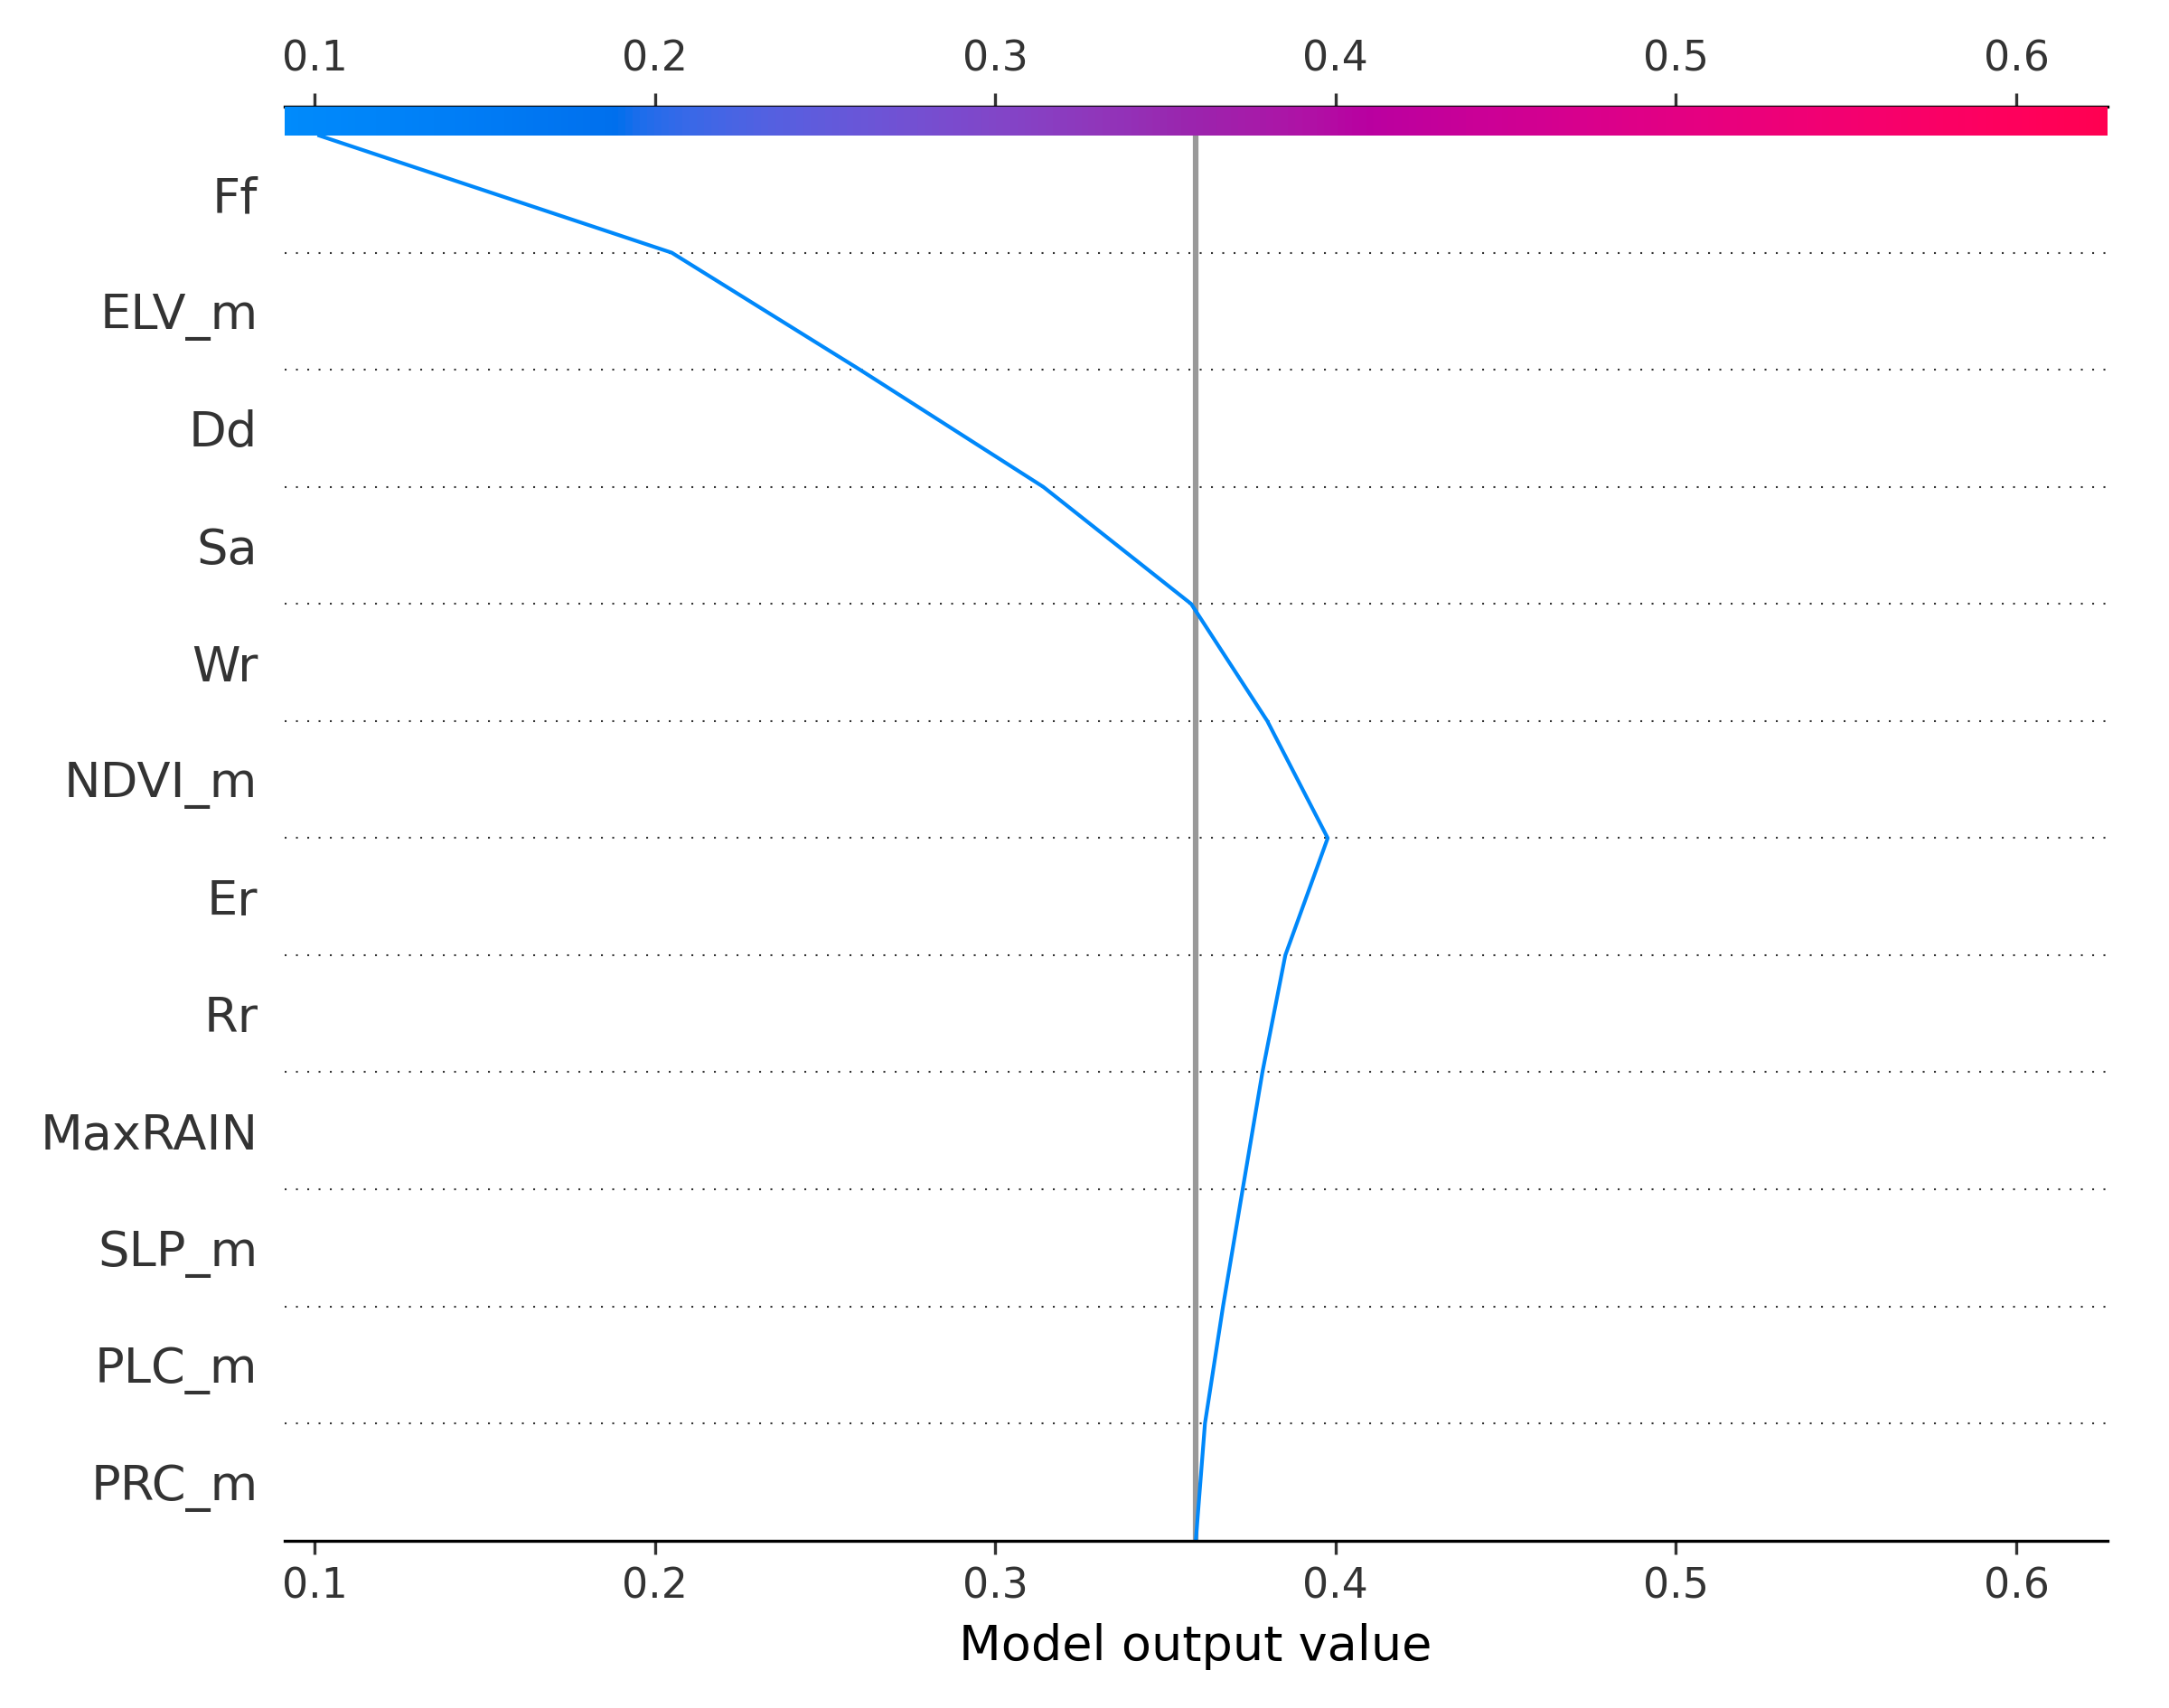 0.1 0.2 0.3 0.4 0.5 0.6
Ff
ELV_m
Dd
Sa
Wr
NDVI_m
Er
Rr
MaxRAIN
SLP_m
PLC_m
PRC_m
0.1 0.2 0.3 0.4 0.5 0.6
Model output value